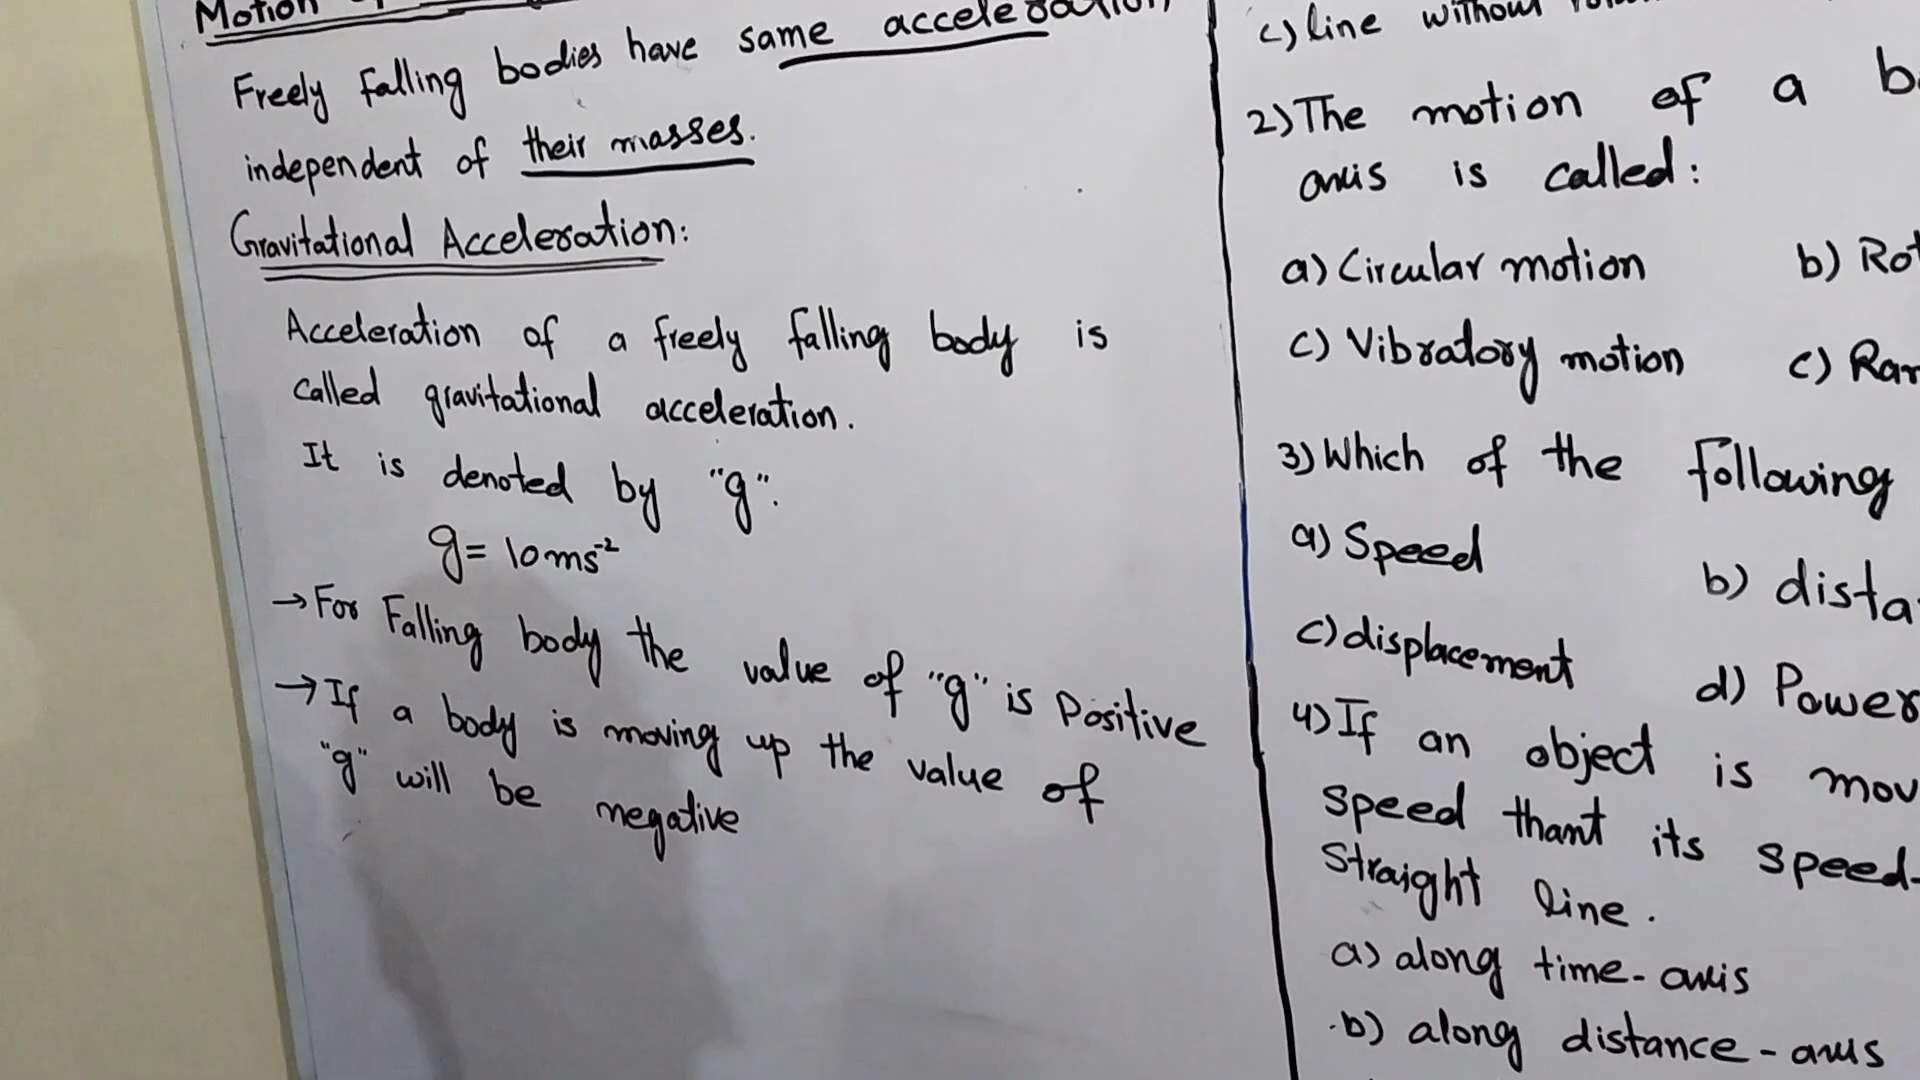 Motion
Freely Falling bodies have same acceleration
independent of their masses.
Gravitational Acceleration:
Acceleration of a freely falling body is
called gravitational acceleration.
It is denoted by "g".
g= 10ms⁻²
→For Falling body the value of "g" is Positive
→If a body is moving up the value of
"g" will be negative
c) line without
2) The motion of a
axis is called:
a) Circular motion b)
c) Vibratory motion c)
3) Which of the following
a) Speed b)
c) displacement d) Power
4) If an object is
speed thant its speed-
Straight line.
a) along time-axis
b) along distance-axis